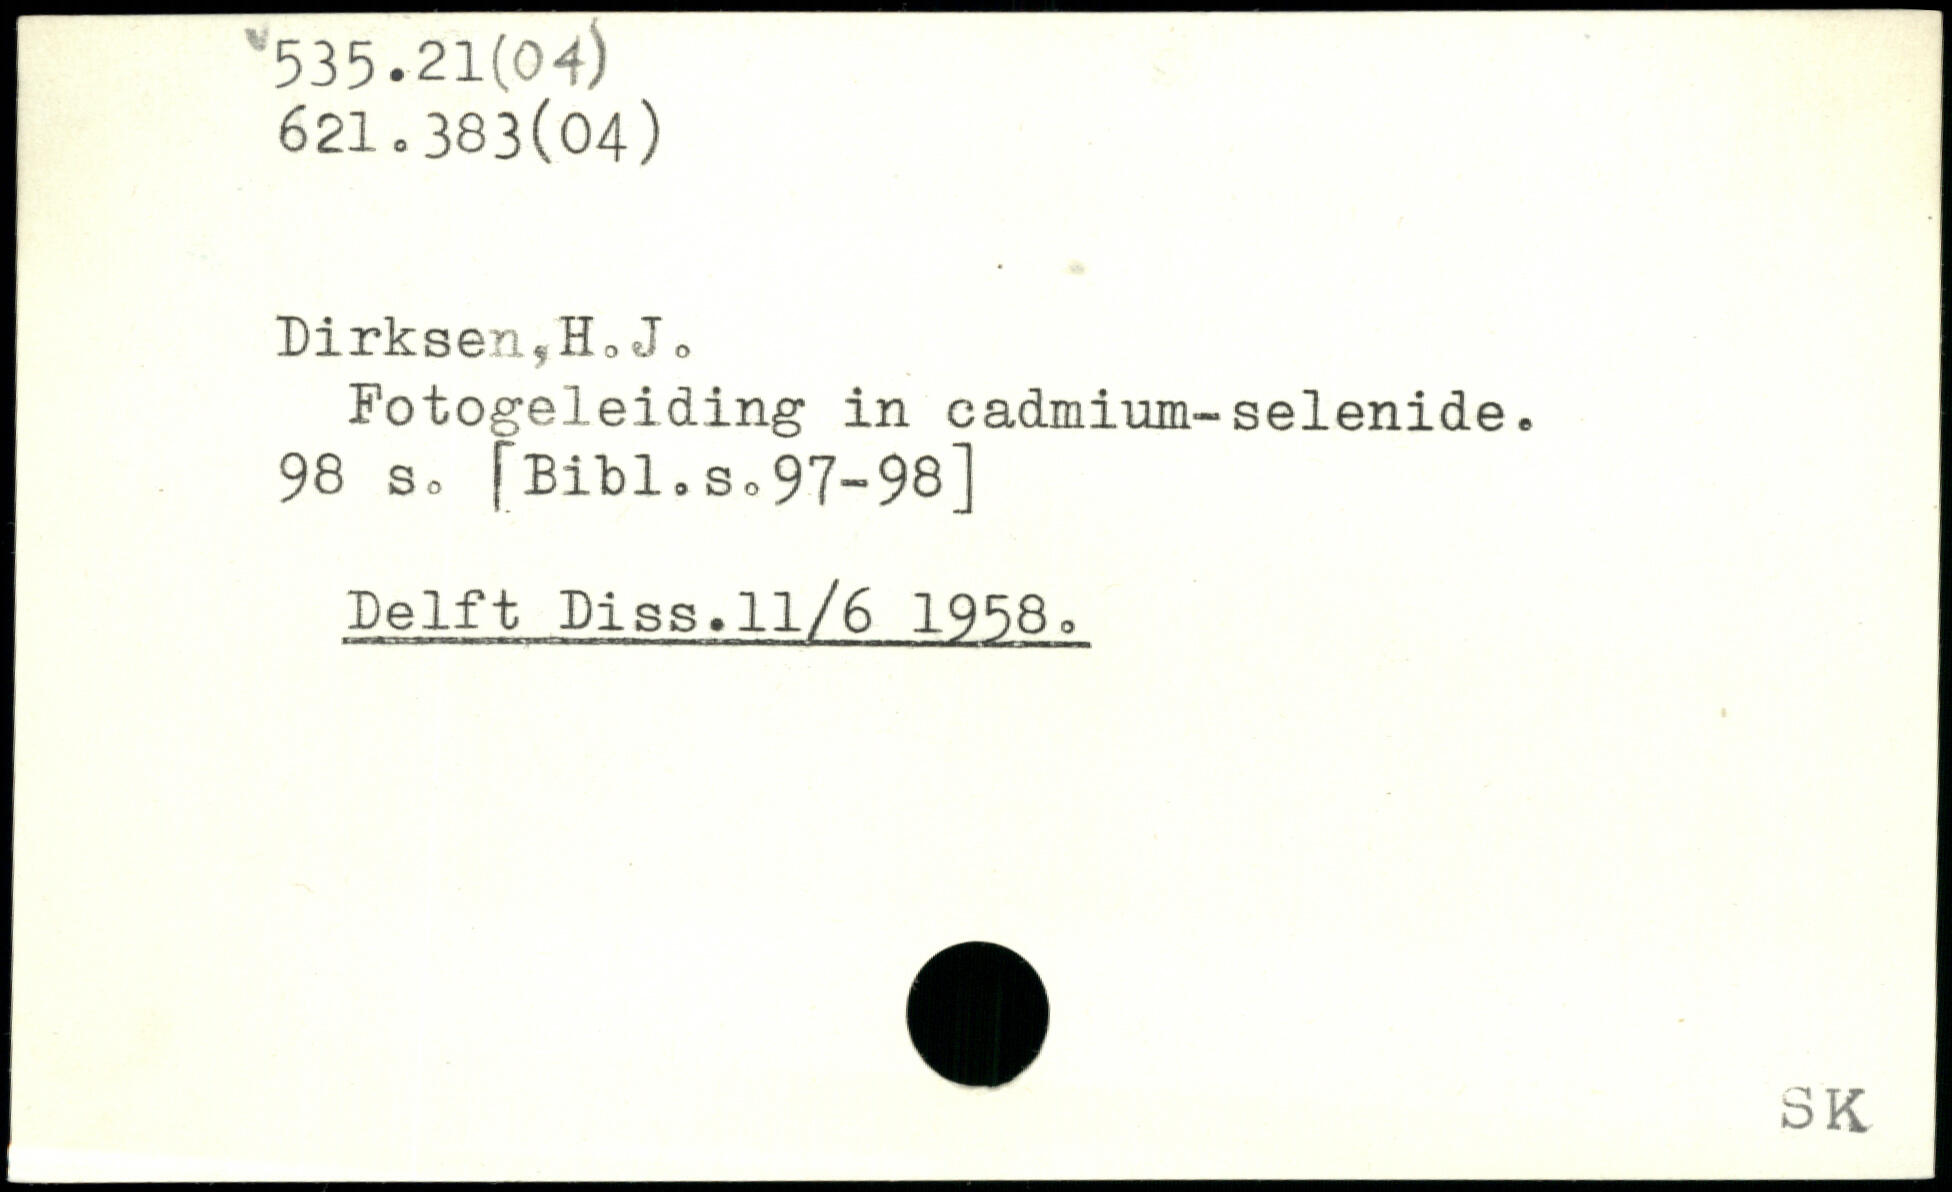 535.21(04)
621.383(04)
Dirksen,H.J.
Fotogeleiding in cadmium-selenide.
98 s. [Bibl.s.97-98]
Delft Diss.11/6 1958.
SK